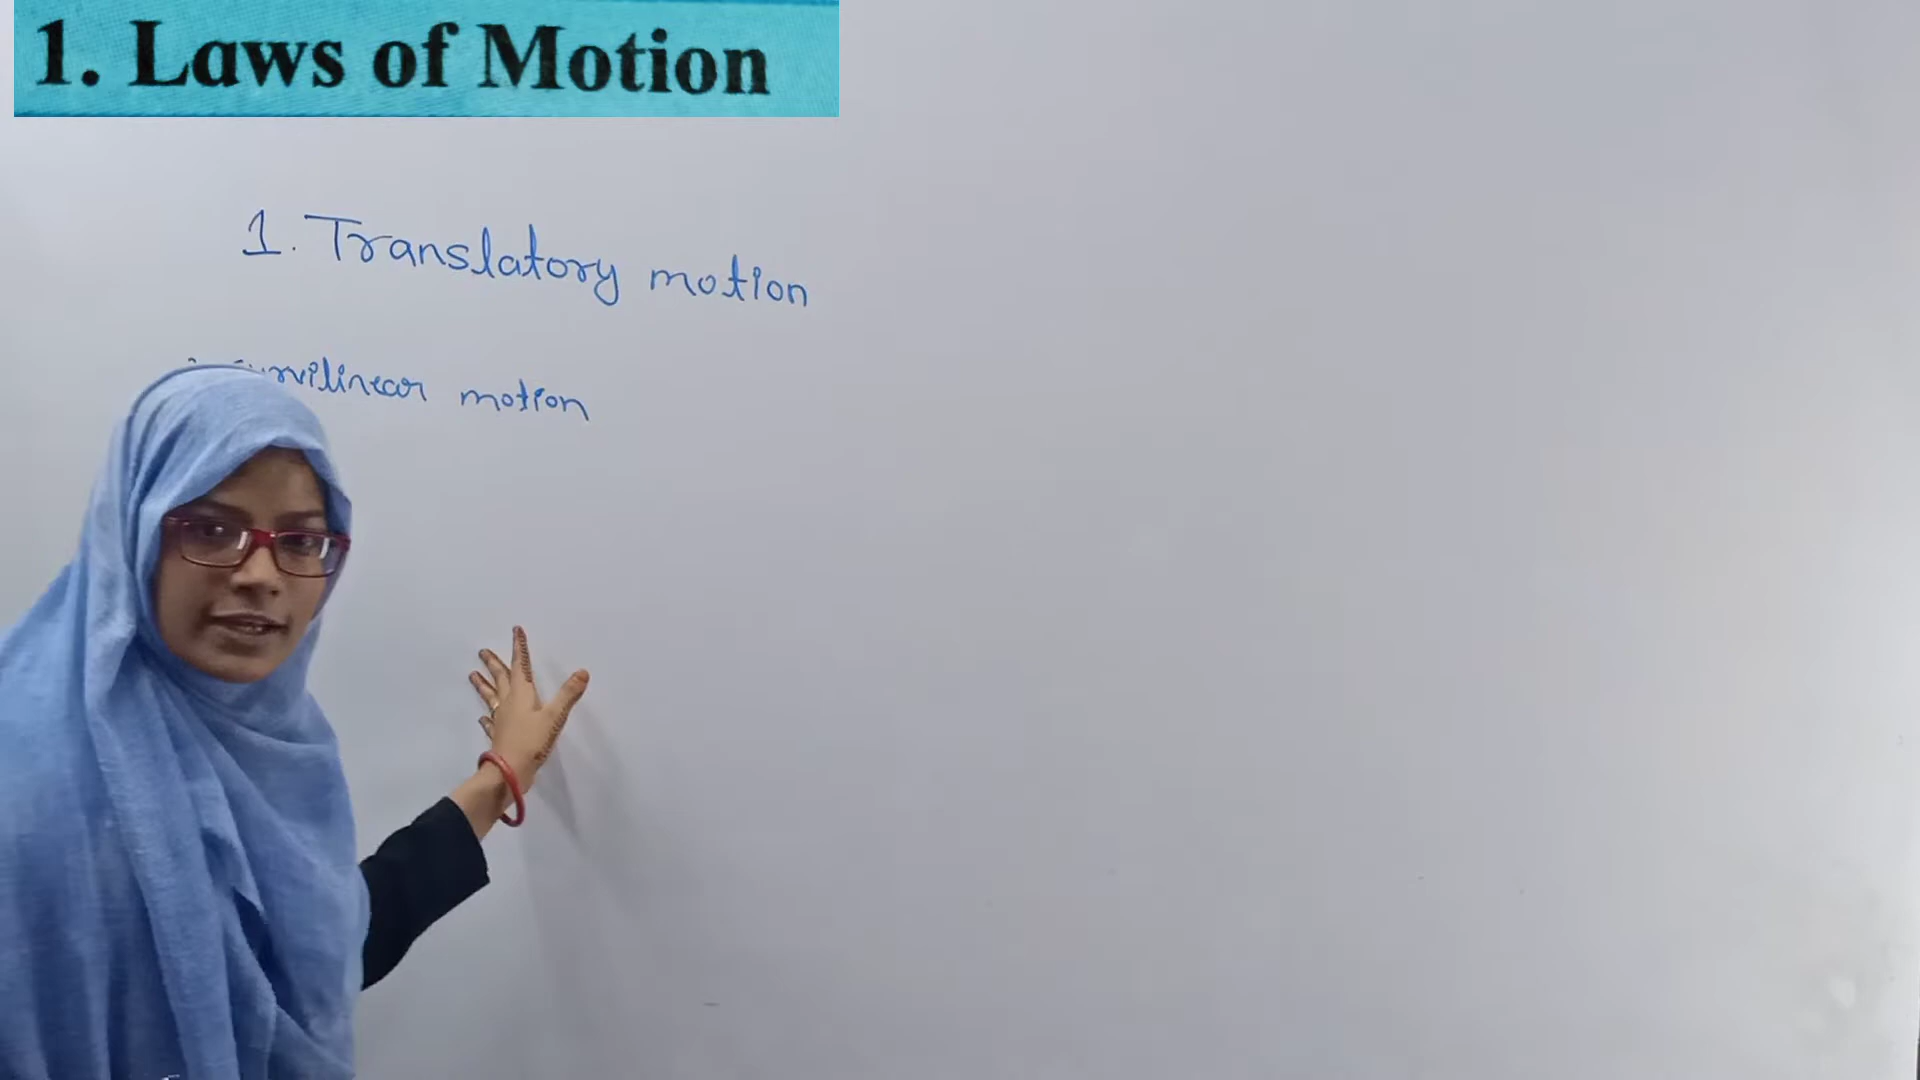 1. Laws of Motion
1. Translatory motion
motion